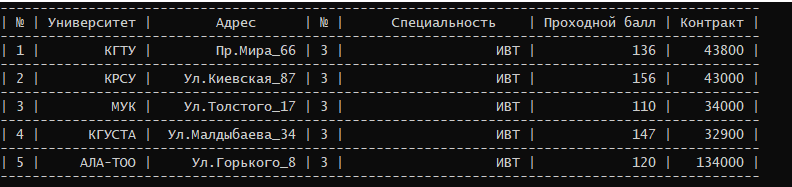 | № | Университет | Адрес | № | Специальность | Проходной балл | Контракт |
| 1 | КГТУ | Пр.Мира_66 | 3 | ИВТ | 136 | 43800 |
| 2 | КРСУ | Ул.Киевская_87 | 3 | ИВТ | 156 | 43000 |
| 3 | МУК | Ул.Толстого_17 | 3 | ИВТ | 110 | 34000 |
| 4 | КГУСТА | Ул.Малдыбаева_34 | 3 | ИВТ | 147 | 32900 |
| 5 | АЛА-ТОО | Ул.Горького_8 | 3 | ИВТ | 120 | 134000 |